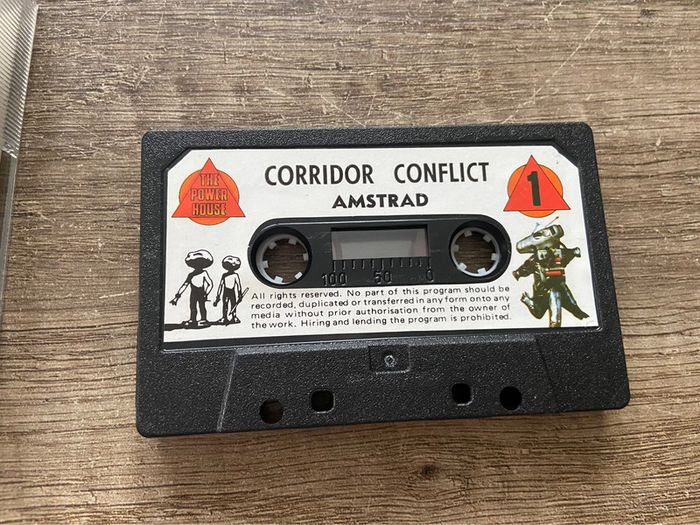 CORRIDOR CONFLICT
AMSTRAD
THE
POWER
HOUSE
1
100 50 0
All rights reserved. No part of this program should be
recorded, duplicated or transferred in any form onto any
media without prior authorisation from the owner of
the work. Hiring and lending the program is prohibited.